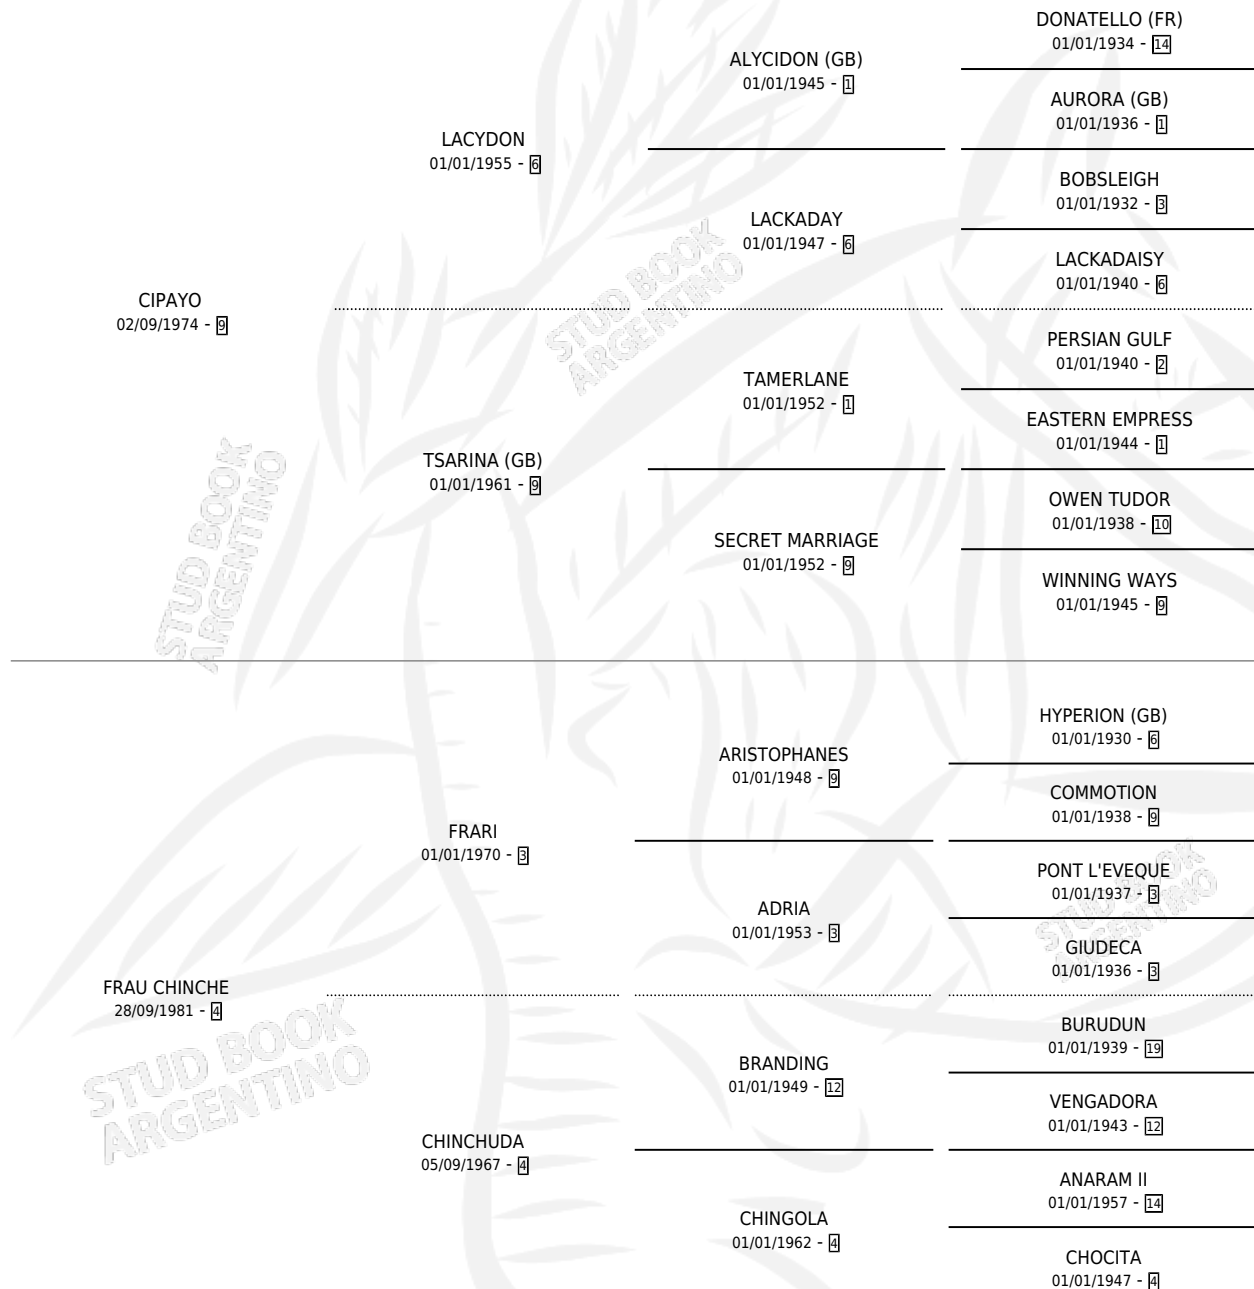 DONATELLO (FR)
01/01/1934 - 14
ALYCIDON (GB)
01/01/1945 - 1
AURORA (GB)
01/01/1936 - 1
LACYDON
01/01/1955 - 6
BOBSLEIGH
01/01/1932 - 3
LACKADAY
01/01/1947 - 6
LACKADAISY
01/01/1940 - 6
CIPAYO
02/09/1974 - 9
PERSIAN GULF
01/01/1940 - 2
TAMERLANE
01/01/1952 - 1
EASTERN EMPRESS
01/01/1944 - 1
TSARINA (GB)
01/01/1961 - 9
OWEN TUDOR
01/01/1938 - 10
SECRET MARRIAGE
01/01/1952 - 9
WINNING WAYS
01/01/1945 - 9
HYPERION (GB)
01/01/1930 - 6
ARISTOPHANES
01/01/1948 - 9
COMMOTION
01/01/1938 - 9
FRARI
01/01/1970 - 3
PONT L'EVEQUE
01/01/1937 - 3
ADRIA
01/01/1953 - 3
GIUDECA
01/01/1936 - 3
FRAU CHINCHE
28/09/1981 - 4
BURUDUN
01/01/1939 - 19
BRANDING
01/01/1949 - 12
VENGADORA
01/01/1943 - 12
CHINCHUDA
05/09/1967 - 4
ANARAM II
01/01/1957 - 14
CHINGOLA
01/01/1962 - 4
CHOCITA
01/01/1947 - 4
STUD BOOK
ARGENTINO
STUD BOOK
ARGENTINO
STUD BOOK
ARGENTINO
STUD BOOK
ARGENTINO